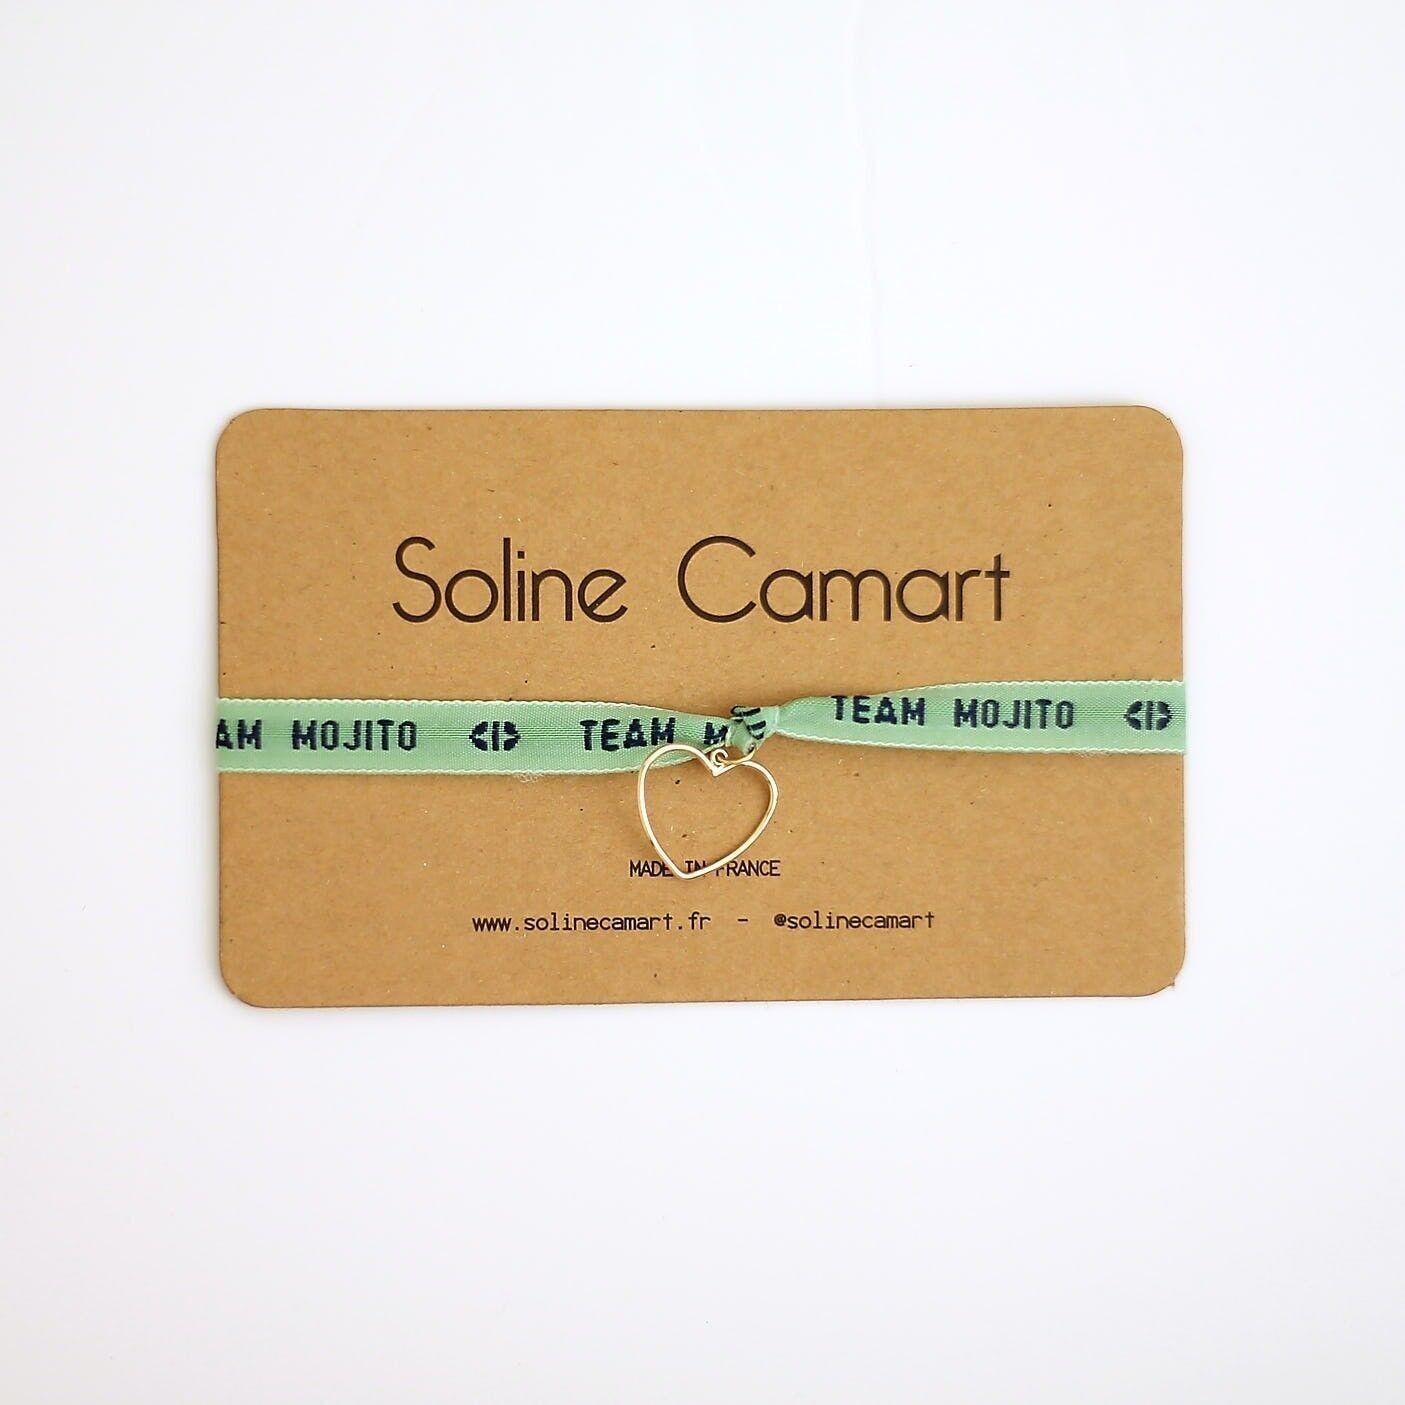 Soline Camart
AM MOJITO TEAM M TEAM MOJITO
MADE IN FRANCE
www.solinecamart.fr - @solinecamart